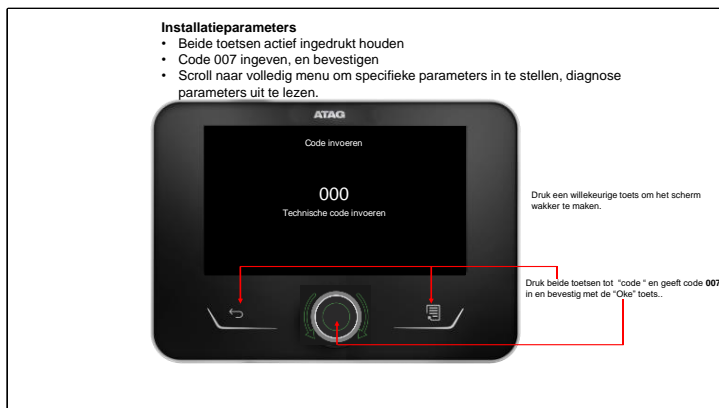 Installatieparameters
• Beide toetsen actief ingedrukt houden
• Code 007 ingeven, en bevestigen
• Scroll naar volledig menu om specifieke parameters in te stellen, diagnose
parameters uit te lezen.
ATAG
Code invoeren
000
Technische code invoeren
Druk een willekeurige toets om het scherm
wakker te maken.
Druk beide toetsen tot "code " en geeft code 007
in en bevestig met de "Oke" toets..